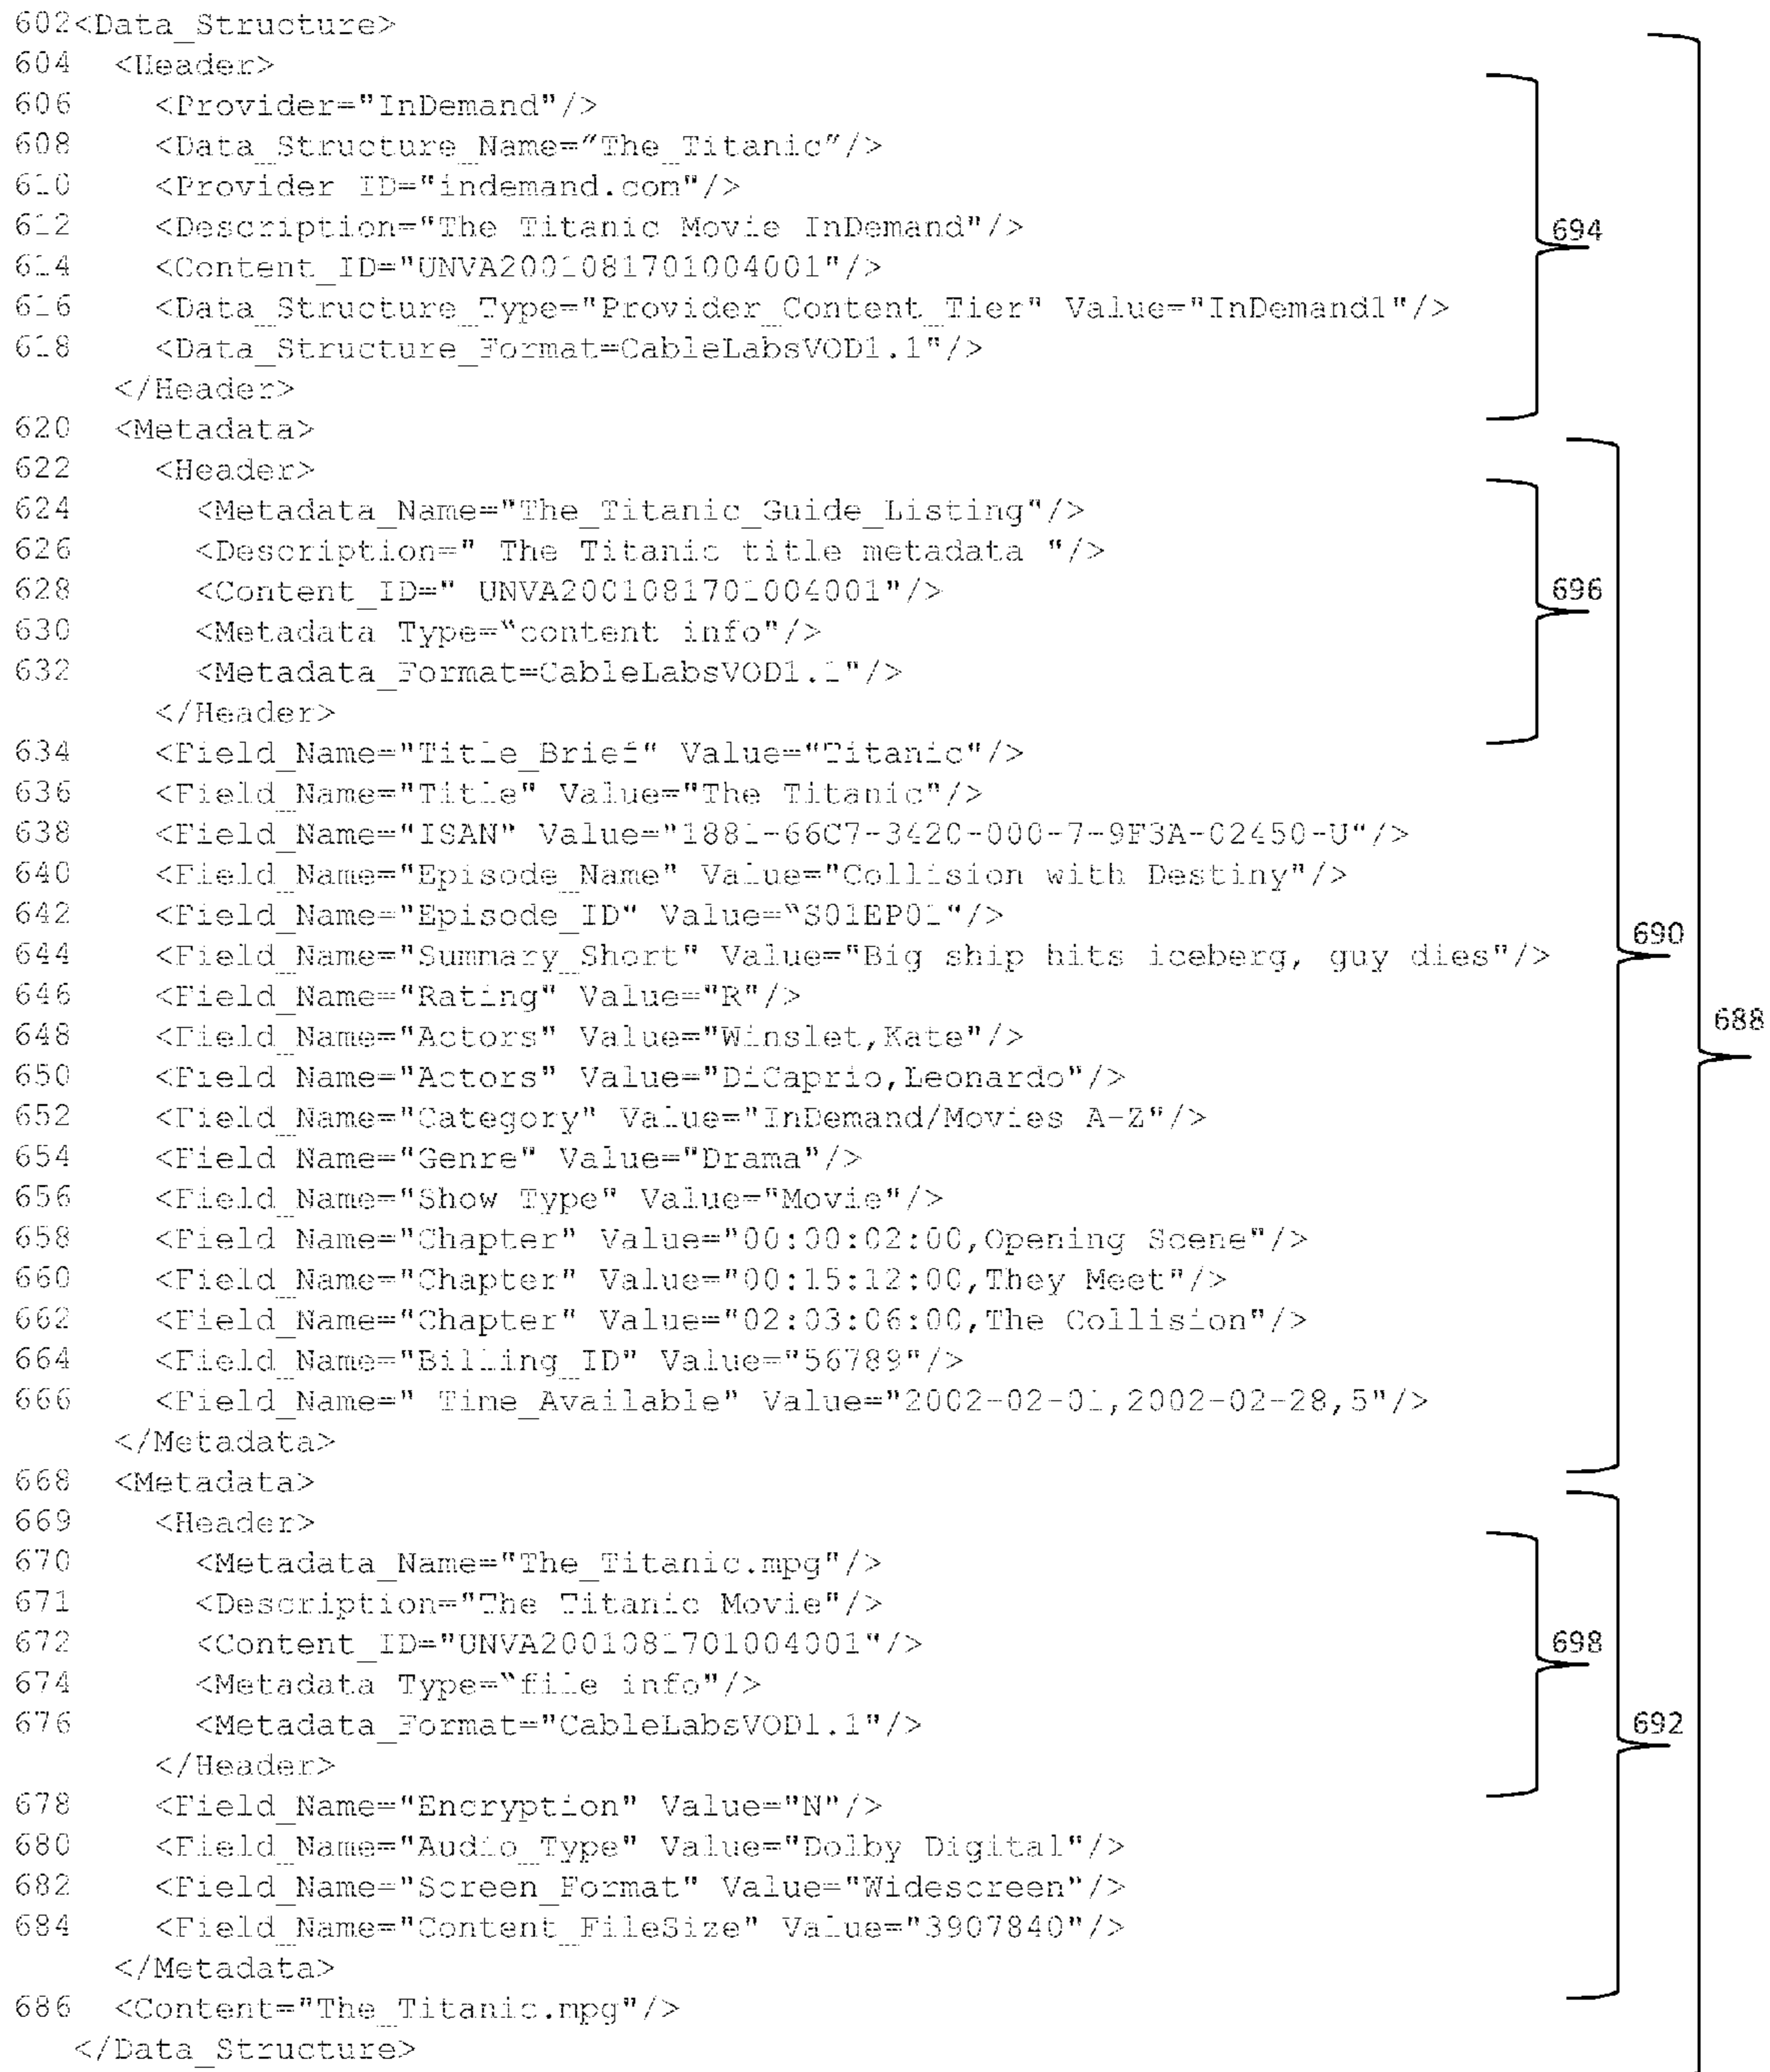 602<Data_Structure>
604 <Header>
606 <Provider="InDemand"/>
608 <Data_Structure_Name="The_Titanic"/>
610 <Provider ID="indemand.com"/>
612 <Description="The Titanic Movie InDemand"/>
694
614 <Content_ID="UNVA2001081701004001"/>
616 <Data_Structure_Type="Provider_Content_Tier" Value="InDemand1"/>
618 <Data_Structure_Format=CableLabsVOD1.1"/>
</Header>
620 <Metadata>
622 <Header>
624 <Metadata_Name="The_Titanic_Guide_Listing"/>
626 <Description=" The Titanic title metadata "/>
628 <Content_ID=" UNVA2001081701004001"/>
696
630 <Metadata Type="content info"/>
632 <Metadata_Format=CableLabsVOD1.1"/>
</Header>
634 <Field_Name="Title_Brief" Value="Titanic"/>
636 <Field_Name="Title" Value="The Titanic"/>
638 <Field_Name="ISAN" Value="1881-66C7-3420-000-7-9F3A-02450-U"/>
640 <Field_Name="Episode_Name" Value="Collision with Destiny"/>
642 <Field_Name="Episode_ID" Value="S01EP01"/>
690
644 <Field_Name="Summary_Short" Value="Big ship hits iceberg, guy dies"/>
646 <Field_Name="Rating" Value="R"/>
688
648 <Field_Name="Actors" Value="Winslet,Kate"/>
650 <Field_Name="Actors" Value="DiCaprio,Leonardo"/>
652 <Field_Name="Category" Value="InDemand/Movies A-Z"/>
654 <Field_Name="Genre" Value="Drama"/>
656 <Field_Name="Show Type" Value="Movie"/>
658 <Field_Name="Chapter" Value="00:00:02:00,Opening Scene"/>
660 <Field_Name="Chapter" Value="00:15:12:00,They Meet"/>
662 <Field_Name="Chapter" Value="02:03:06:00,The Collision"/>
664 <Field_Name="Billing_ID" Value="56789"/>
666 <Field_Name=" Time_Available" Value="2002-02-01,2002-02-28,5"/>
</Metadata>
668 <Metadata>
669 <Header>
670 <Metadata_Name="The_Titanic.mpg"/>
671 <Description="The Titanic Movie"/>
672 <Content_ID="UNVA2001081701004001"/>
698
674 <Metadata Type="file info"/>
676 <Metadata_Format="CableLabsVOD1.1"/>
692
</Header>
678 <Field_Name="Encryption" Value="N"/>
680 <Field_Name="Audio_Type" Value="Dolby Digital"/>
682 <Field_Name="Screen_Format" Value="Widescreen"/>
684 <Field_Name="Content_FileSize" Value="3907840"/>
</Metadata>
686 <Content="The_Titanic.mpg"/>
</Data_Structure>